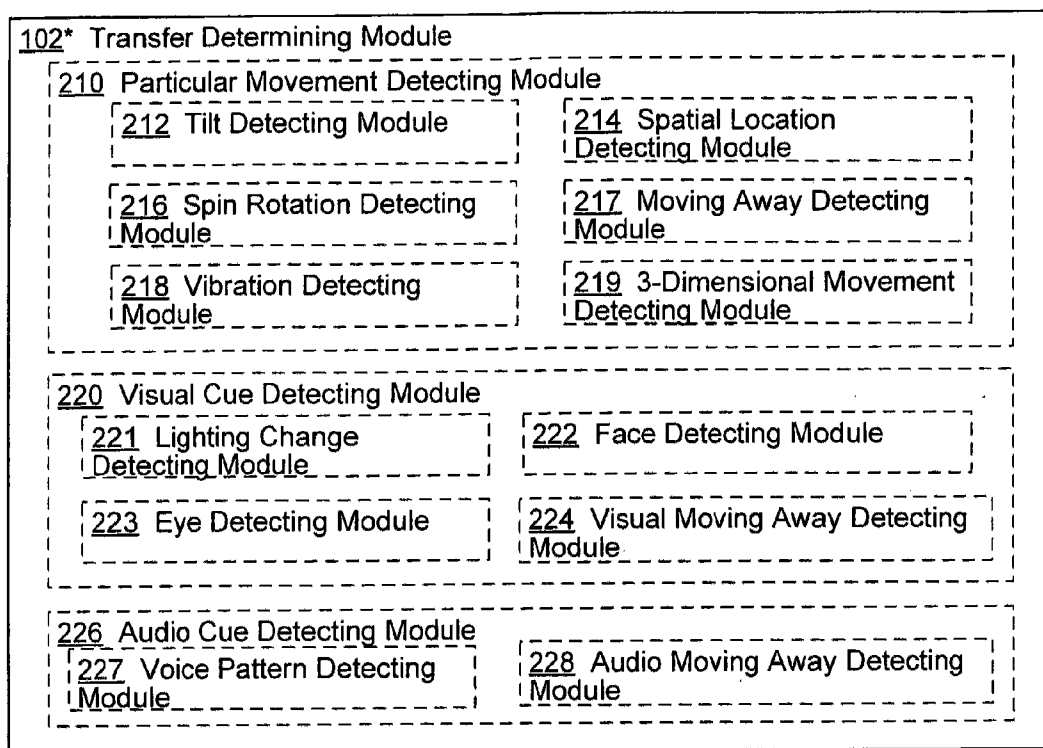 102* Transfer Determining Module
210 Particular Movement Detecting Module
212 Tilt Detecting Module
214 Spatial Location
Detecting Module
216 Spin Rotation Detecting
Module
217 Moving Away Detecting
Module
218 Vibration Detecting
Module
219 3-Dimensional Movement
Detecting Module
220 Visual Cue Detecting Module
221 Lighting Change
Detecting Module
222 Face Detecting Module
223 Eye Detecting Module
224 Visual Moving Away Detecting
Module
226 Audio Cue Detecting Module
227 Voice Pattern Detecting
Module
228 Audio Moving Away Detecting
Module